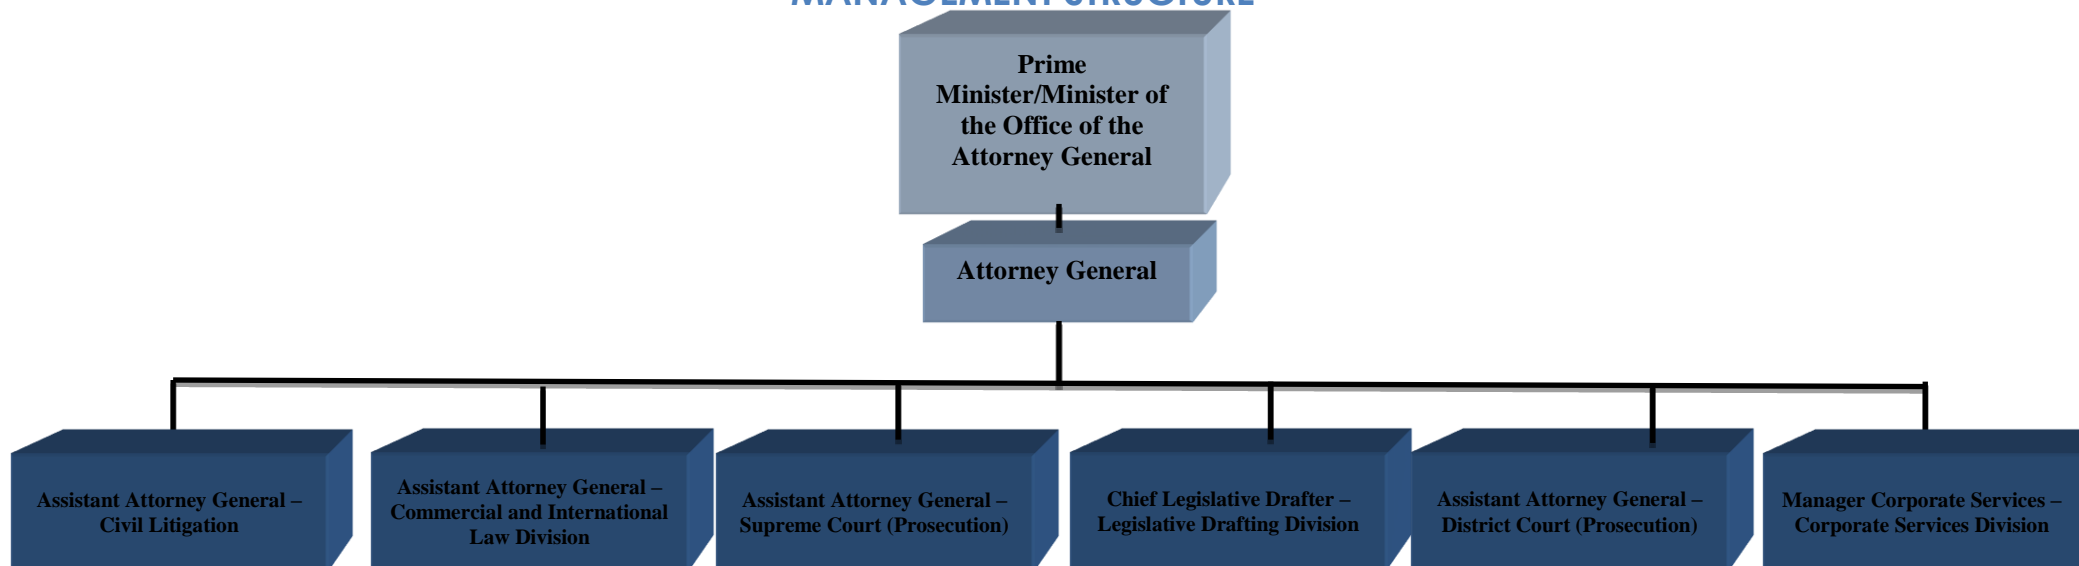 MANAGEMENT STRUCTURE
Prime
Minister/Minister of
the Office of the
Attorney General
Attorney General
Assistant Attorney General –
Civil Litigation
Assistant Attorney General –
Commercial and International
Law Division
Assistant Attorney General –
Supreme Court (Prosecution)
Chief Legislative Drafter –
Legislative Drafting Division
Assistant Attorney General –
District Court (Prosecution)
Manager Corporate Services –
Corporate Services Division